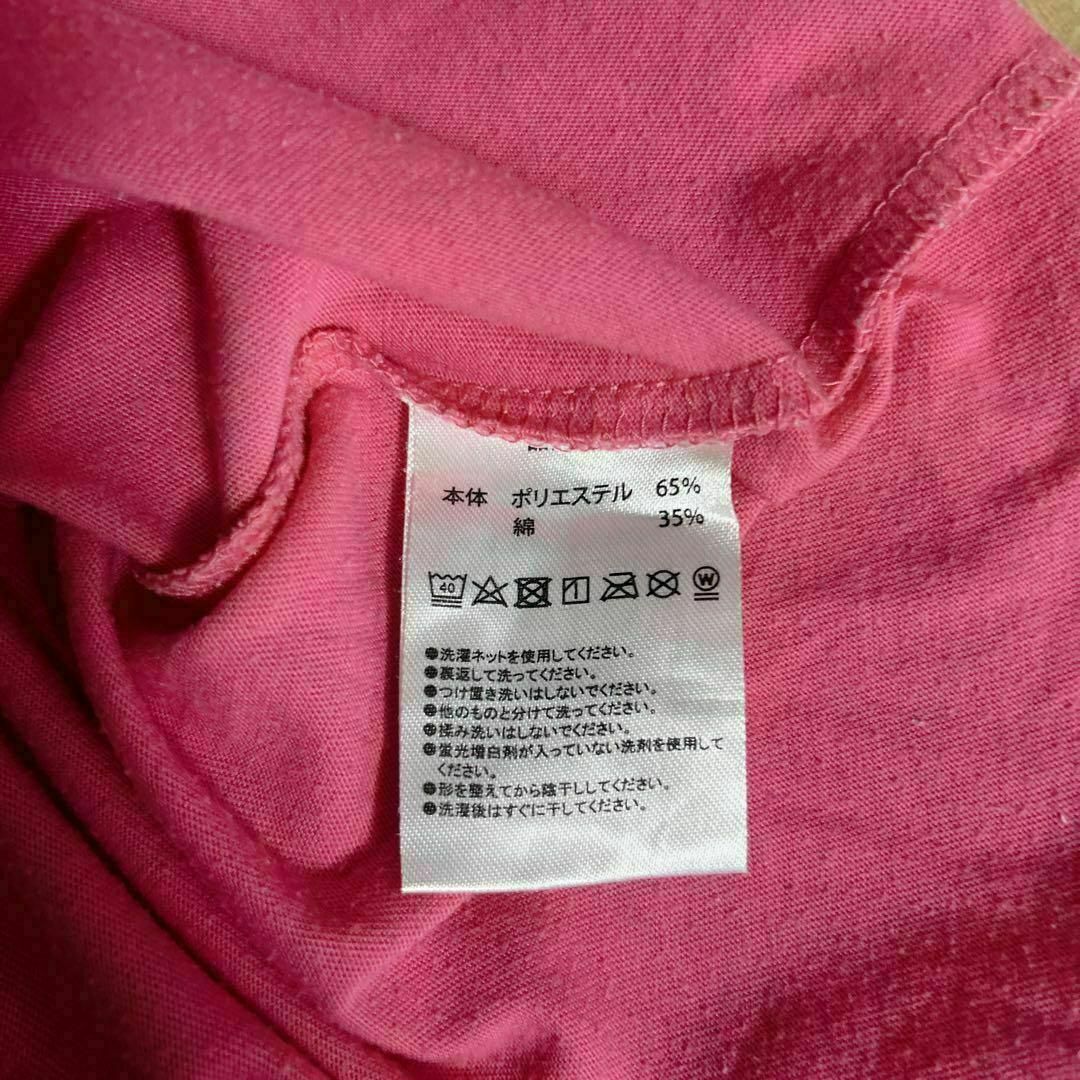 本体 ポリエステル 65%
綿 35%
40 W
●洗濯ネットを使用してください。
●裏返して洗ってください。
●つけ置き洗いはしないでください。
●他のものと分けて洗ってください。
●揉み洗いはしないでください。
●蛍光増白剤が入っていない洗剤を使用して
ください。
●形を整えてから陰干ししてください。
●洗濯後はすぐに干してください。